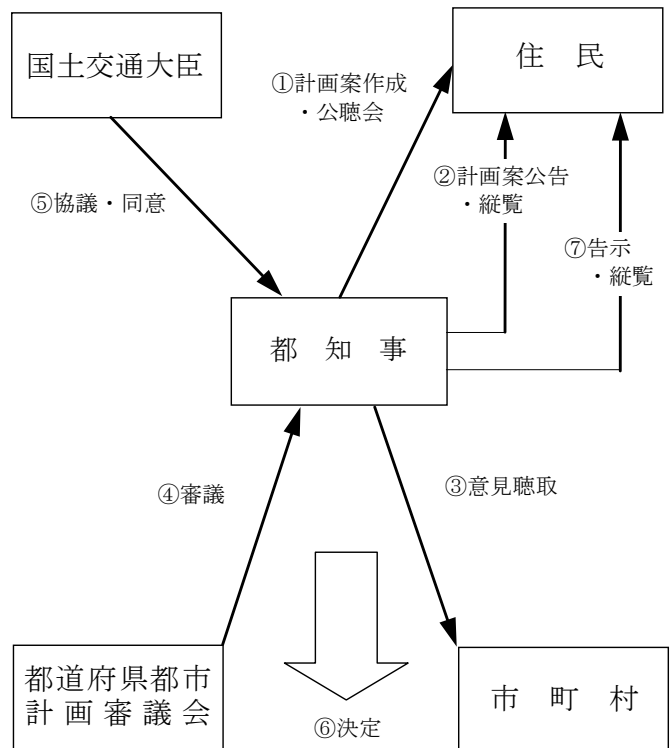 国土交通大臣
住 民
①計画案作成
・公聴会
②計画案公告
・縦覧
⑤協議・同意
⑦告示
・縦覧
都 知 事
④審議
③意見聴取
都道府県都市
計画審議会
市 町 村
⑥決定